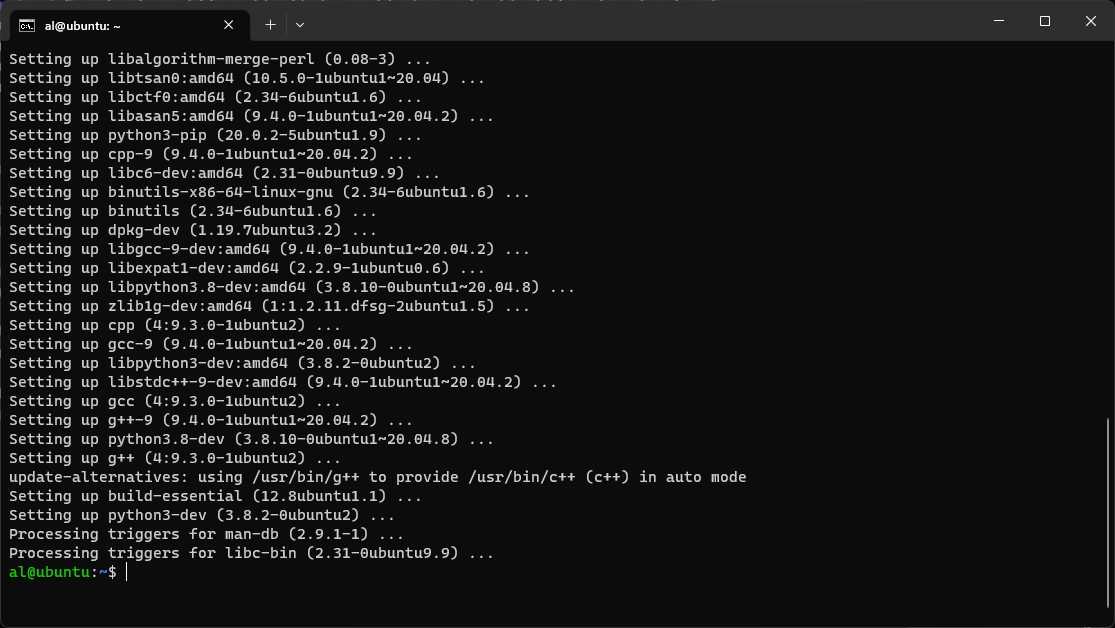 al@ubuntu: ~
Setting up libalgorithm-merge-perl (0.08-3) ...
Setting up libtsan0:amd64 (10.5.0-1ubuntu1~20.04) ...
Setting up libctf0:amd64 (2.34-6ubuntu1.6) ...
Setting up libasan5:amd64 (9.4.0-1ubuntu1~20.04.2) ...
Setting up python3-pip (20.0.2-5ubuntu1.9) ...
Setting up cpp-9 (9.4.0-1ubuntu1~20.04.2) ...
Setting up libc6-dev:amd64 (2.31-0ubuntu9.9) ...
Setting up binutils-x86-64-linux-gnu (2.34-6ubuntu1.6) ...
Setting up binutils (2.34-6ubuntu1.6) ...
Setting up dpkg-dev (1.19.7ubuntu3.2) ...
Setting up libgcc-9-dev:amd64 (9.4.0-1ubuntu1~20.04.2) ...
Setting up libexpat1-dev:amd64 (2.2.9-1ubuntu0.6) ...
Setting up libpython3.8-dev:amd64 (3.8.10-0ubuntu1~20.04.8) ...
Setting up zlib1g-dev:amd64 (1:1.2.11.dfsg-2ubuntu1.5) ...
Setting up cpp (4:9.3.0-1ubuntu2) ...
Setting up gcc-9 (9.4.0-1ubuntu1~20.04.2) ...
Setting up libpython3-dev:amd64 (3.8.2-0ubuntu2) ...
Setting up libstdc++-9-dev:amd64 (9.4.0-1ubuntu1~20.04.2) ...
Setting up gcc (4:9.3.0-1ubuntu2) ...
Setting up g++-9 (9.4.0-1ubuntu1~20.04.2) ...
Setting up python3.8-dev (3.8.10-0ubuntu1~20.04.8) ...
Setting up g++ (4:9.3.0-1ubuntu2) ...
update-alternatives: using /usr/bin/g++ to provide /usr/bin/c++ (c++) in auto mode
Setting up build-essential (12.8ubuntu1.1) ...
Setting up python3-dev (3.8.2-0ubuntu2) ...
Processing triggers for man-db (2.9.1-1) ...
Processing triggers for libc-bin (2.31-0ubuntu9.9) ...
al@ubuntu:~$